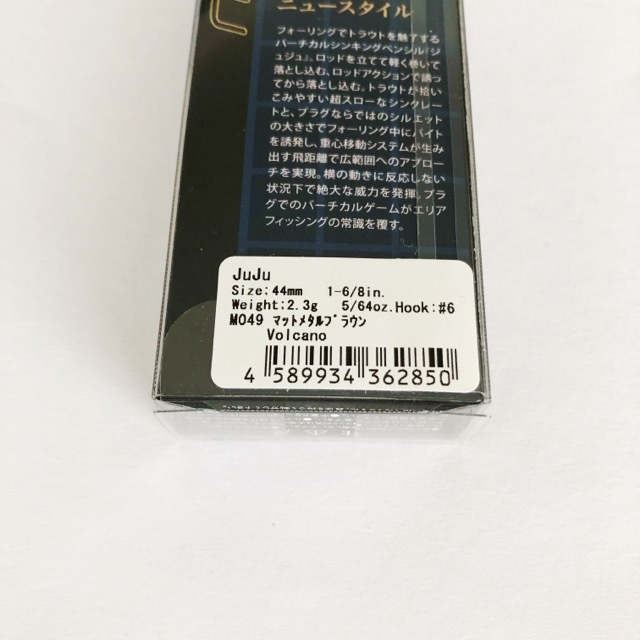 ニュースタイル
フォーリングでトラウトを魅了する
バーチカルシンキングペンシル『ジ
ュジュ』。ロッドを立てて軽く巻いて
落とし込む、ロッドアクションで誘っ
てから落とし込む。トラウトが拾い
こみやすい超スローなシンクレー
トと、プラグならではのシルエット
の大きさでフォーリング中にバイト
を誘発し、重心移動システムが生み
出す飛距離で広範囲へのアプロー
チを実現。横の動きに反応しない
状況下で絶大な威力を発揮。プラ
グでのバーチカルゲームがエリア
フィッシングの常識を覆す。
JuJu
Size:44mm 1-6/8in.
Weight:2.3g 5/64oz.Hook:#6
M049 ﾏｯﾄﾒﾀﾙﾌﾞﾗｳﾝ
Volcano
4 589934 362850